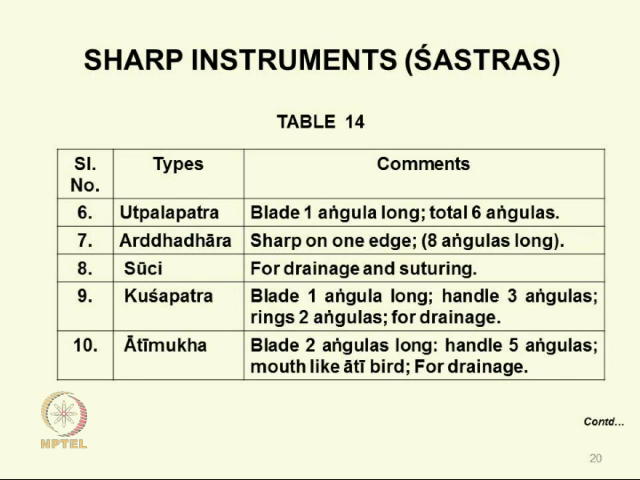 SHARP INSTRUMENTS (ŚASTRAS)
TABLE 14
Sl. No. Types Comments
6. Utpalapatra Blade 1 aṅgula long; total 6 aṅgulas.
7. Arddhadhāra Sharp on one edge; (8 aṅgulas long).
8. Sūci For drainage and suturing.
9. Kuśapatra Blade 1 aṅgula long; handle 3 aṅgulas;
rings 2 aṅgulas; for drainage.
10. Ātīmukha Blade 2 aṅgulas long: handle 5 aṅgulas;
mouth like ātī bird; For drainage.
NPTEL
Contd...
20